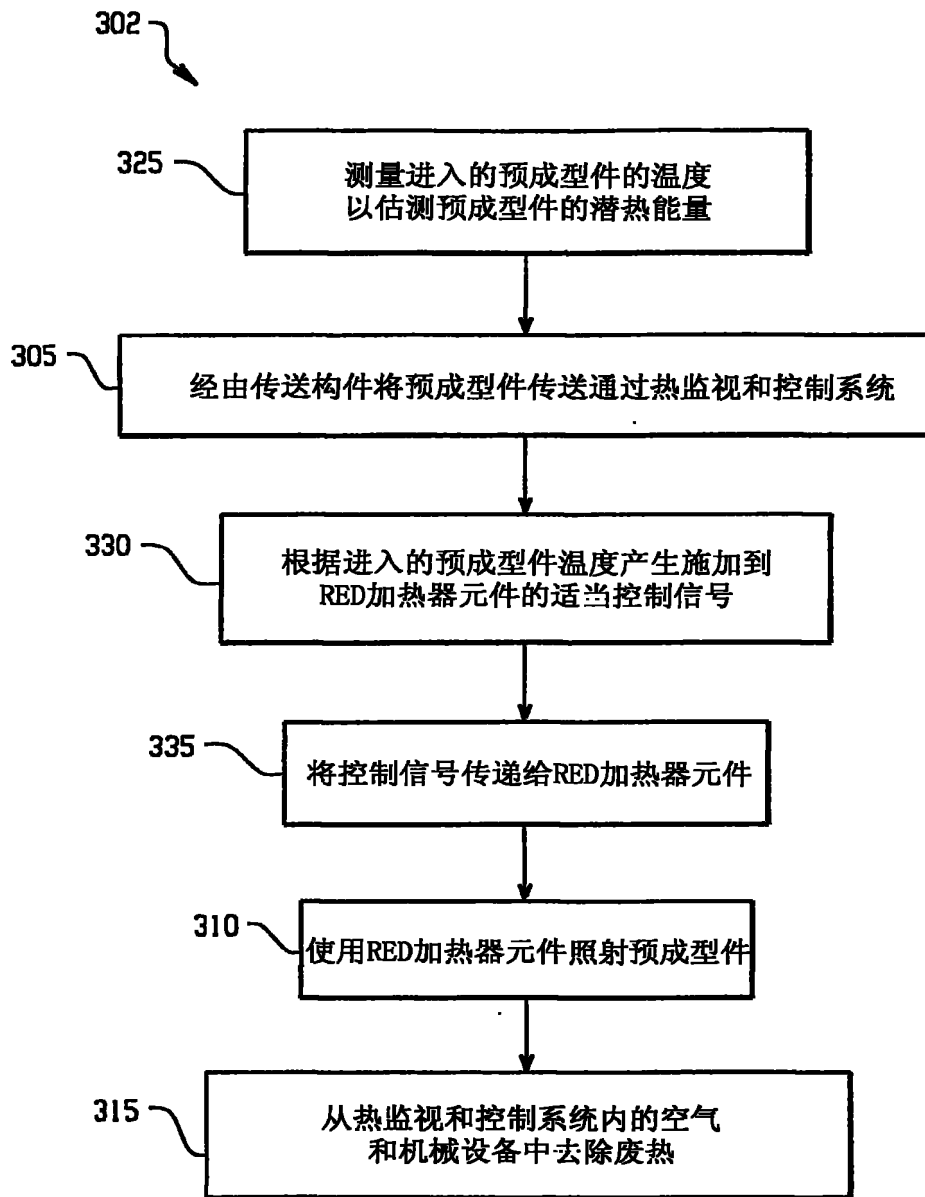 302
325
测量进入的预成型件的温度
以估测预成型件的潜热能量
305
经由传送构件将预成型件传送通过热监视和控制系统
330
根据进入的预成型件温度产生施加到
RED加热器元件的适当控制信号
335
将控制信号传递给RED加热器元件
310
使用RED加热器元件照射预成型件
315
从热监视和控制系统内的空气
和机械设备中去除废热